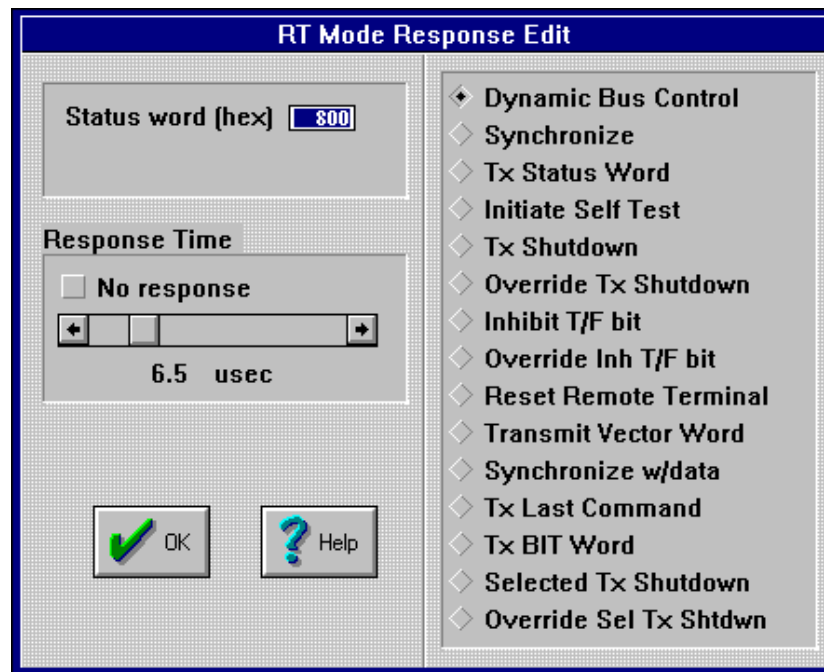 RT Mode Response Edit
Status word (hex) 800
Response Time
No response
6.5 usec
OK
Help
Dynamic Bus Control
Synchronize
Tx Status Word
Initiate Self Test
Tx Shutdown
Override Tx Shutdown
Inhibit T/F bit
Override Inh T/F bit
Reset Remote Terminal
Transmit Vector Word
Synchronize w/data
Tx Last Command
Tx BIT Word
Selected Tx Shutdown
Override Sel Tx Shtdwn